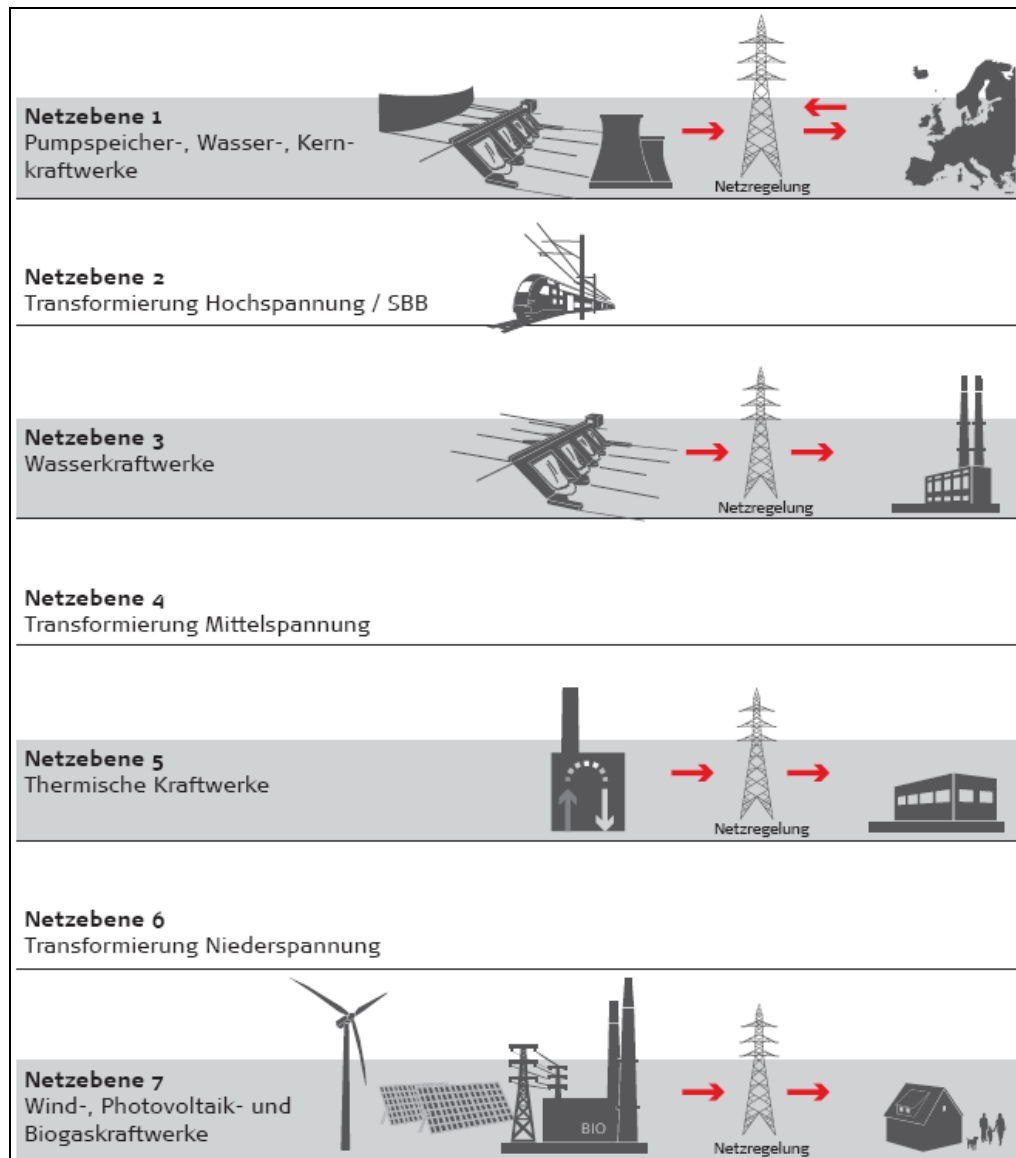 Netzebene 1
Pumpspeicher-, Wasser-, Kern-
kraftwerke
Netzregelung
Netzebene 2
Transformierung Hochspannung / SBB
Netzebene 3
Wasserkraftwerke
Netzregelung
Netzebene 4
Transformierung Mittelspannung
Netzebene 5
Thermische Kraftwerke
Netzregelung
Netzebene 6
Transformierung Niederspannung
Netzebene 7
Wind-, Photovoltaik- und
Biogaskraftwerke
BIO
Netzregelung